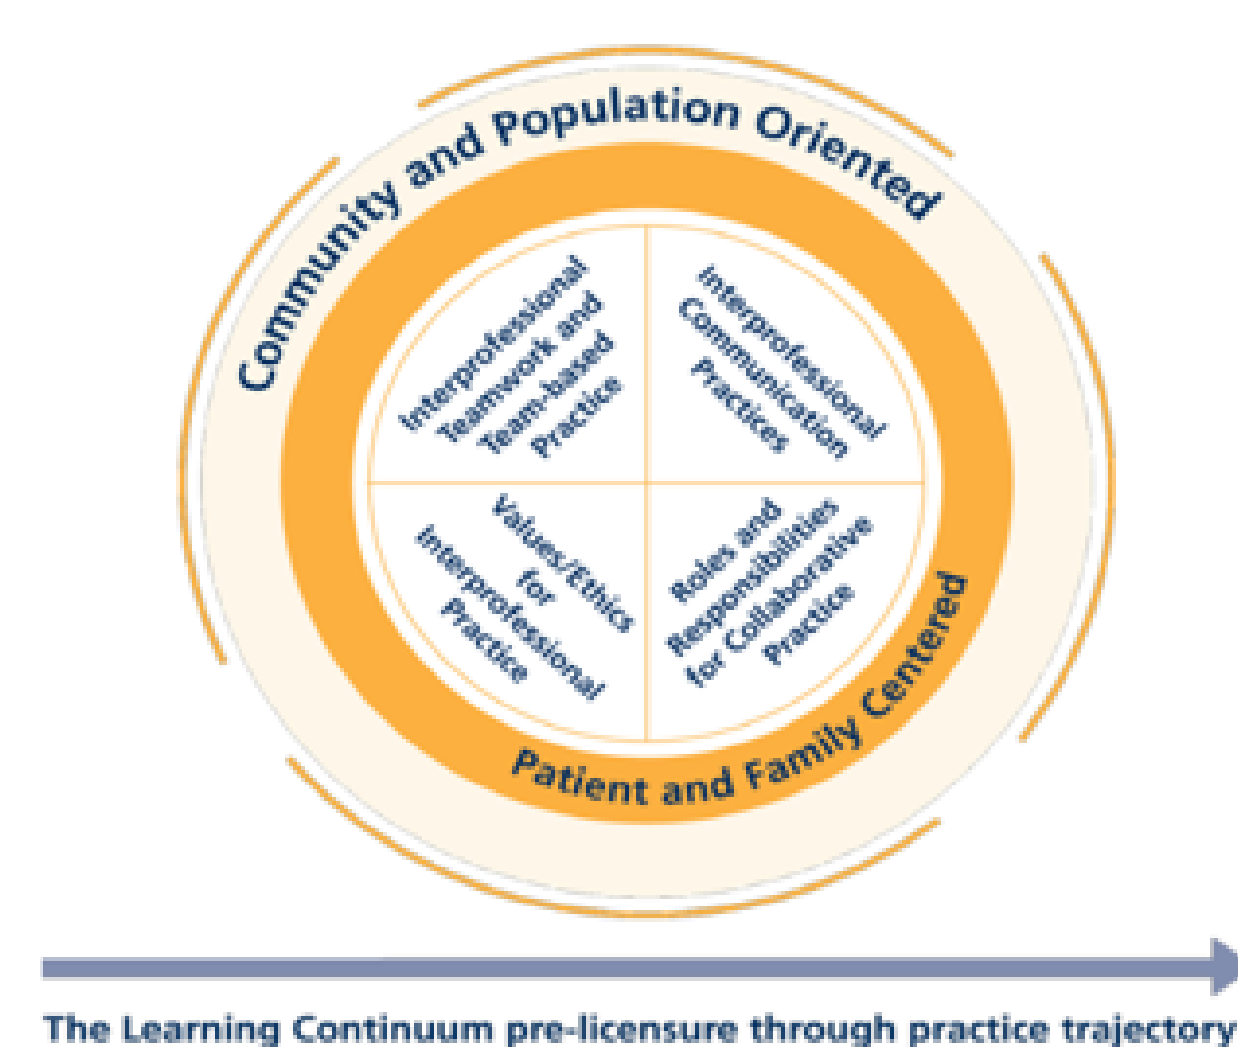 Community and Population Oriented
Interprofessional
Teamwork and
Team-based
Practice
Interprofessional
Communication
Practices
Values/Ethics
for
Interprofessional
Practice
Roles and
Responsibilities
for Collaborative
Practice
Patient and Family Centered
The Learning Continuum pre-licensure through practice trajectory